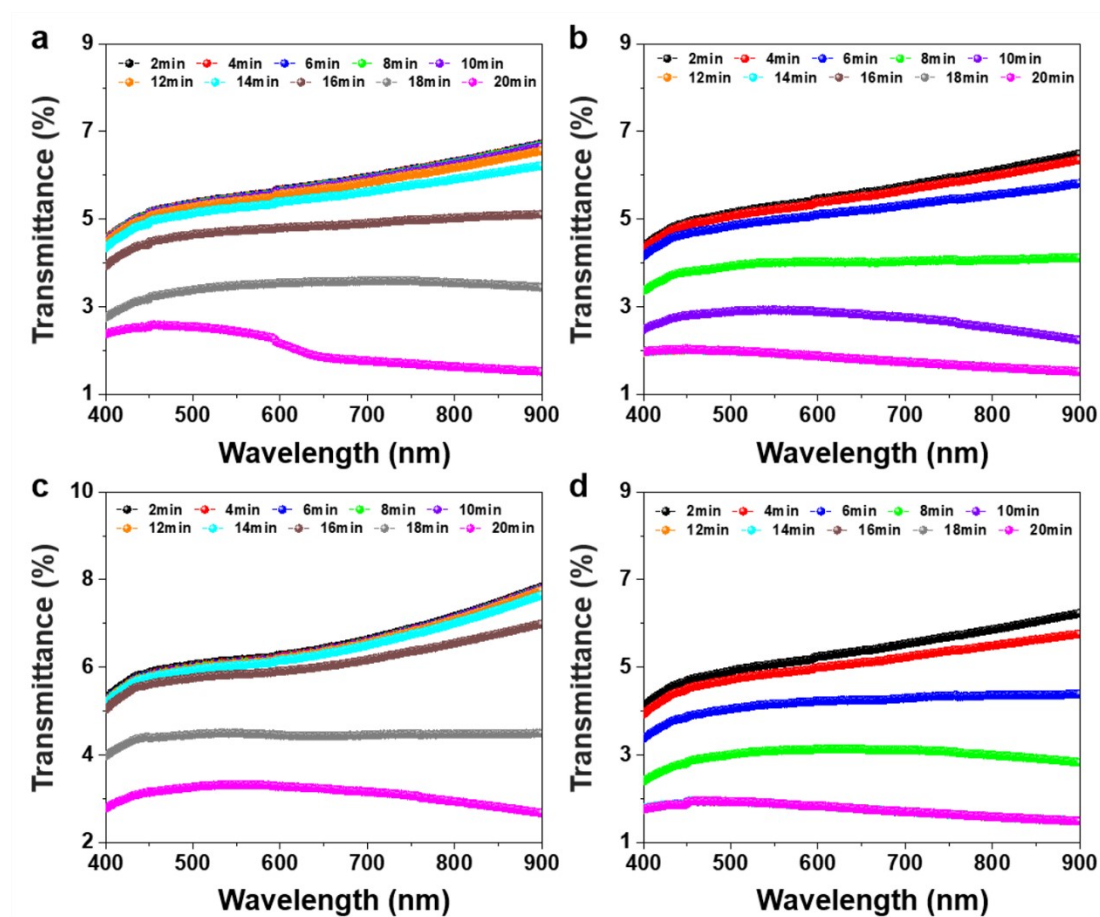 a
9
2min 4min 6min 8min 10min
12min 14min 16min 18min 20min
7
5
3
1
Transmittance (%)
400 500 600 700 800 900
Wavelength (nm)
b
9
2min 4min 6min 8min 10min
12min 14min 16min 18min 20min
7
5
3
1
Transmittance (%)
400 500 600 700 800 900
Wavelength (nm)
c
10
2min 4min 6min 8min 10min
12min 14min 16min 18min 20min
8
6
4
2
Transmittance (%)
400 500 600 700 800 900
Wavelength (nm)
d
9
2min 4min 6min 8min 10min
12min 14min 16min 18min 20min
7
5
3
1
Transmittance (%)
400 500 600 700 800 900
Wavelength (nm)